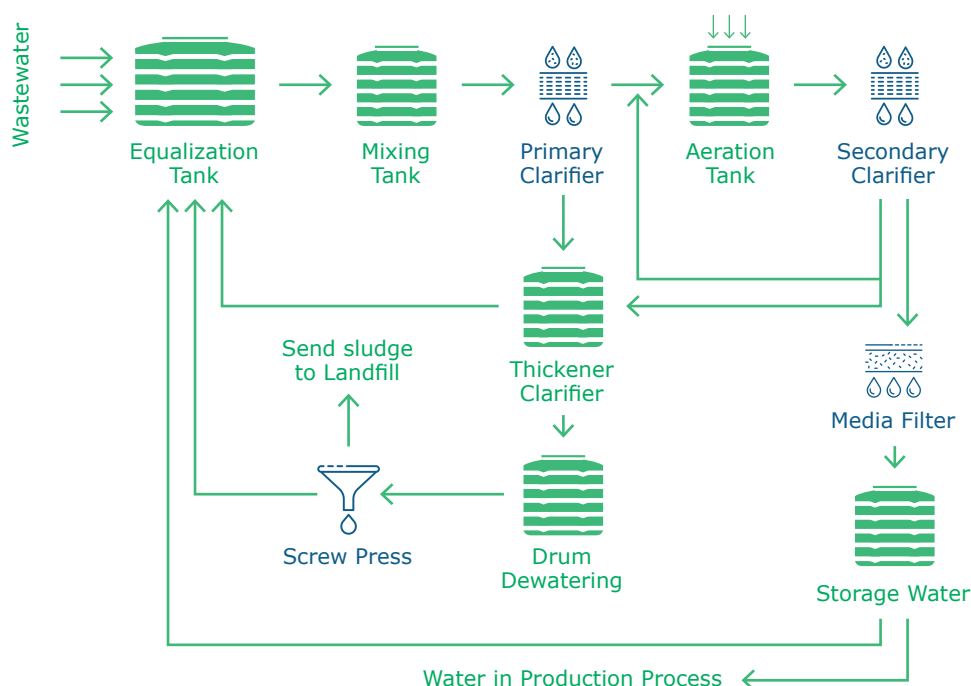 Wastewater
Equalization
Tank
Mixing
Tank
Primary
Clarifier
Aeration
Tank
Secondary
Clarifier
Send sludge
to Landfill
Thickener
Clarifier
Media Filter
Screw Press
Drum
Dewatering
Storage Water
Water in Production Process